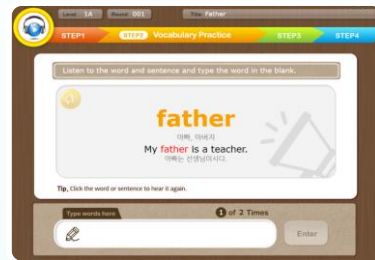 Level 1A Round 001 Title Father
STEP1 STEP2 Vocabulary Practice STEP3 STEP4
Listen to the word and sentence and type the word in the blank.
father
아빠, 아버지
My father is a teacher.
아빠는 선생님이시다.
Tip, Click the word or sentence to hear it again.
Type words here 1 of 2 Times
Enter